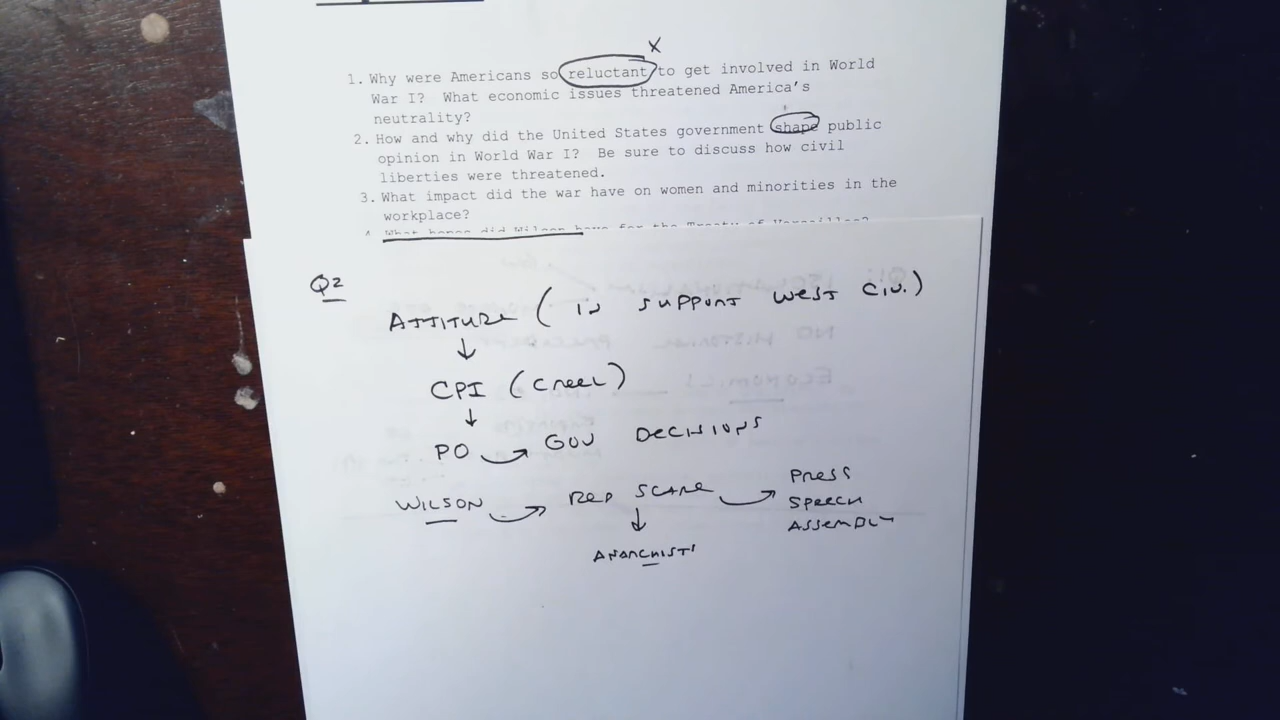 1. Why were Americans so reluctant to get involved in World
War I? What economic issues threatened America's
neutrality?
2. How and why did the United States government shape public
opinion in World War I? Be sure to discuss how civil
liberties were threatened.
3. What impact did the war have on women and minorities in the
workplace?
Q2
ATTITUDE ( is SUPPORT WEST CIV.)
↓
CPI (CREEL)
↓
PO → GOV DECISIONS
WILSON → RED SCARE → PRESS
SPEECH
ASSEMBLY
↓
ANARCHISTS